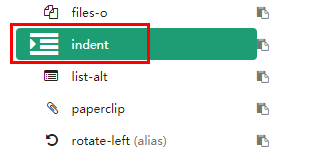 files-o
indent
list-alt
paperclip
rotate-left (alias)